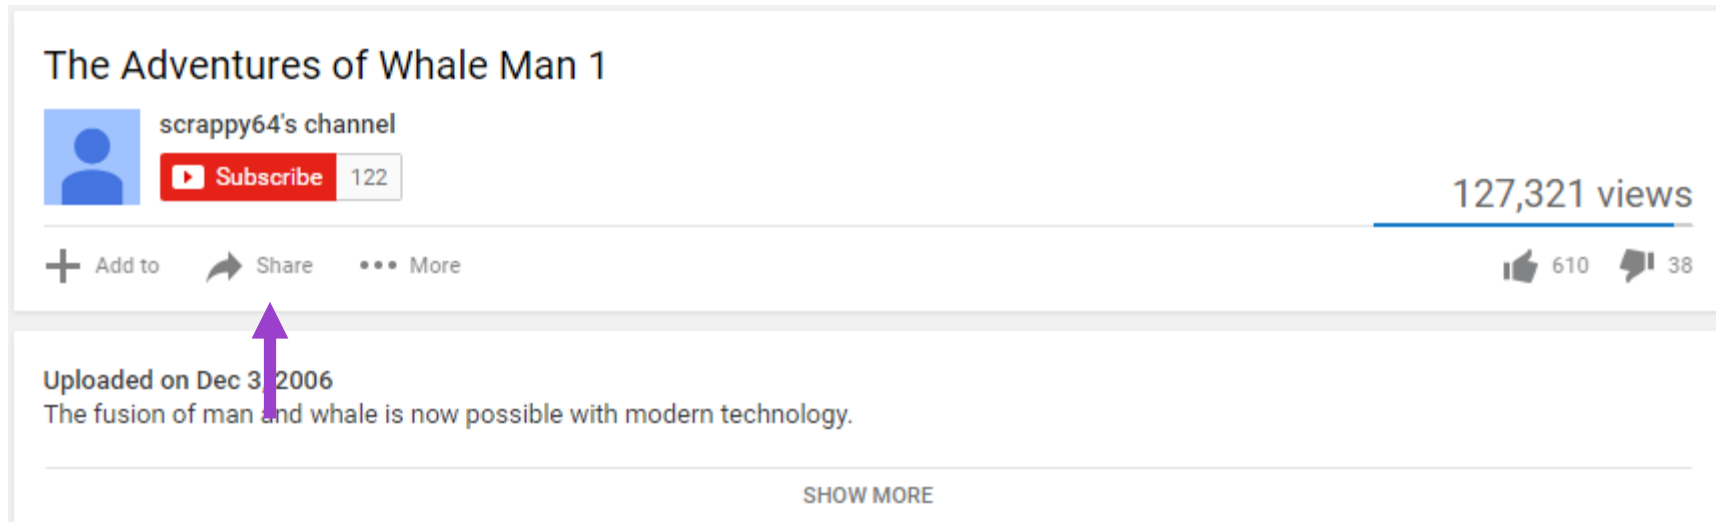 The Adventures of Whale Man 1
scrappy64's channel
Subscribe 122
127,321 views
Add to Share More 610 38
Uploaded on Dec 3, 2006
The fusion of man and whale is now possible with modern technology.
SHOW MORE